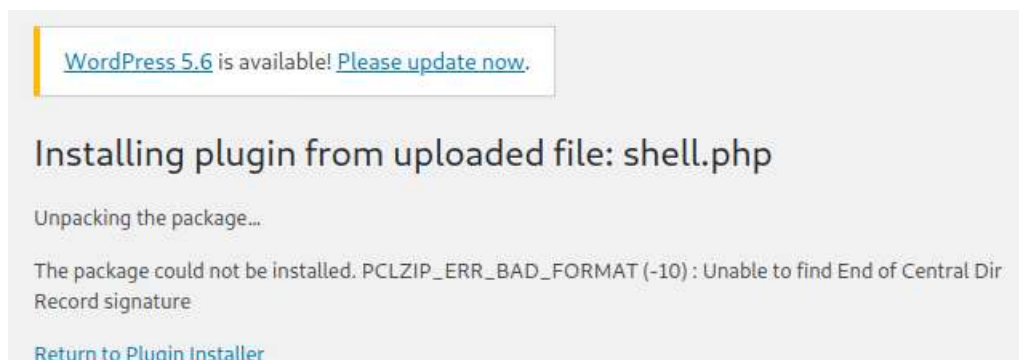 WordPress 5.6 is available! Please update now.
Installing plugin from uploaded file: shell.php
Unpacking the package...
The package could not be installed. PCLZIP_ERR_BAD_FORMAT (-10) : Unable to find End of Central Dir
Record signature
Return to Plugin Installer